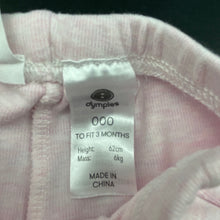 dymples
000
TO FIT 3 MONTHS
Height: 62cm
Mass: 6kg
MADE IN
CHINA